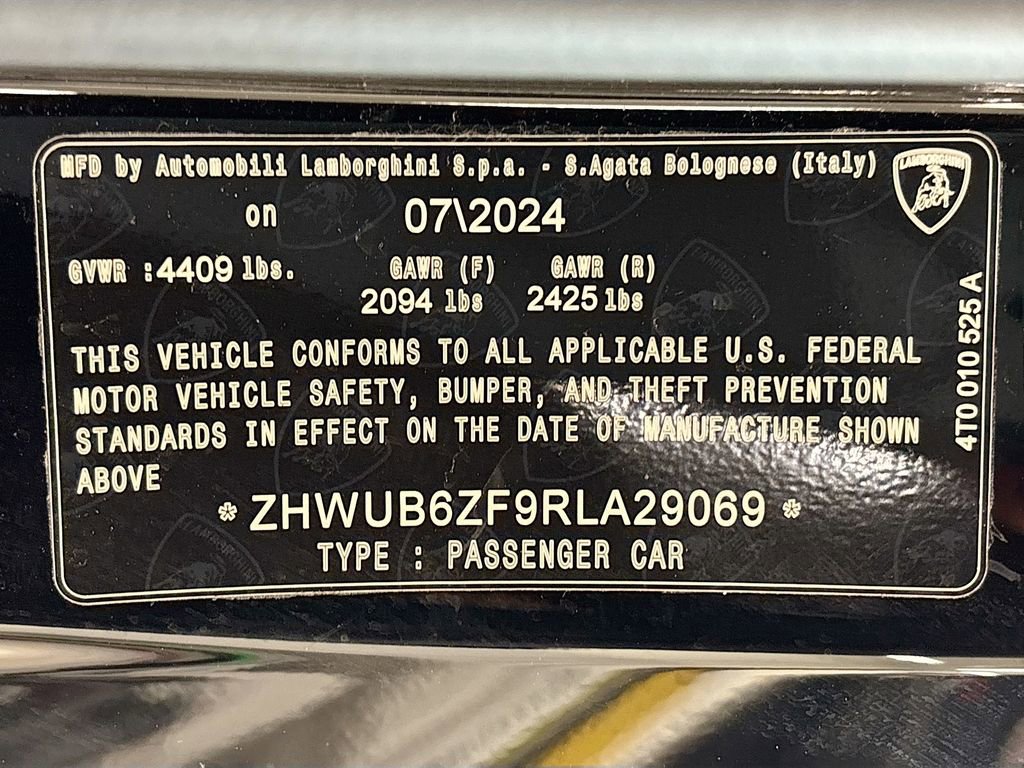 MFD by Automobili Lamborghini S.p.a. - S.Agata Bolognese (Italy)
LAMBORGHINI
on 07\2024
GVWR :4409 lbs. GAWR (F) GAWR (R)
2094 lbs 2425 lbs
THIS VEHICLE CONFORMS TO ALL APPLICABLE U.S. FEDERAL
MOTOR VEHICLE SAFETY, BUMPER, AND THEFT PREVENTION
STANDARDS IN EFFECT ON THE DATE OF MANUFACTURE SHOWN
ABOVE
* ZHWUB6ZF9RLA29069 *
TYPE : PASSENGER CAR
4T0 010 525 A